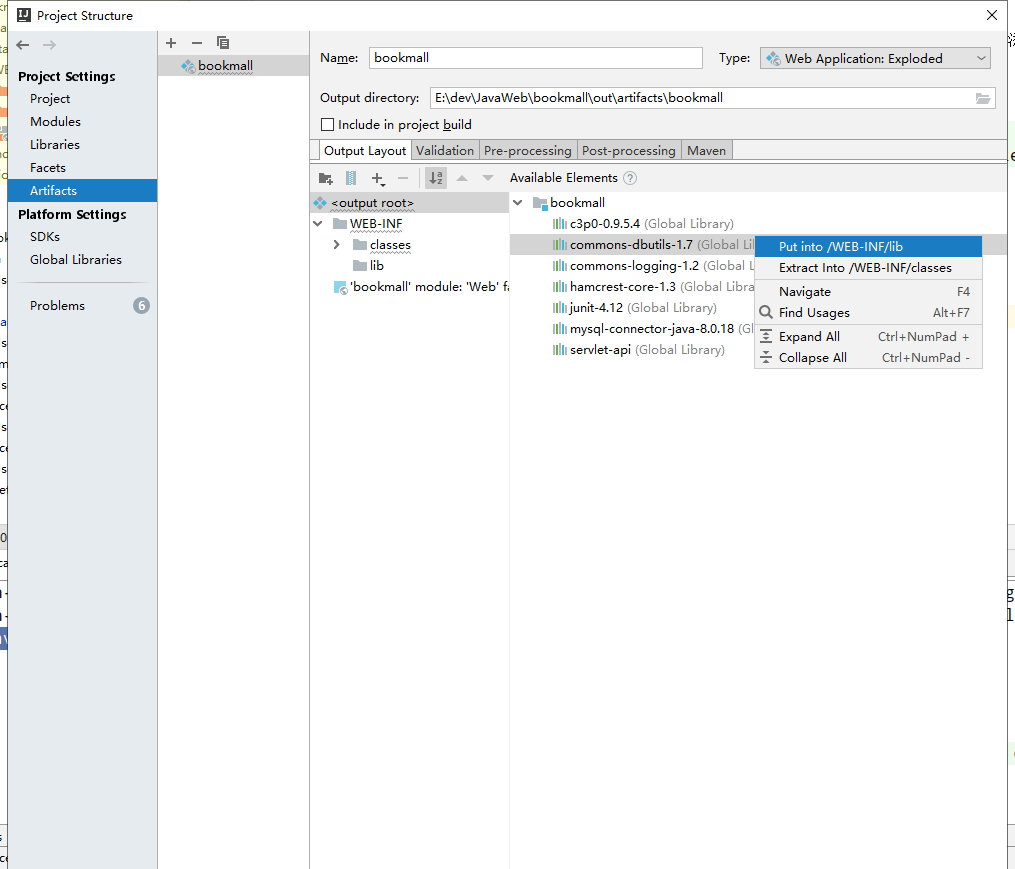 Project Structure
Project Settings
Project
Modules
Libraries
Facets
Artifacts
Platform Settings
SDKs
Global Libraries
Problems 6
bookmall
Name: bookmall Type: Web Application: Exploded
Output directory: E:\dev\JavaWeb\bookmall\out\artifacts\bookmall
Include in project build
Output Layout Validation Pre-processing Post-processing Maven
Available Elements
<output root>
WEB-INF
classes
lib
'bookmall' module: 'Web' fa
bookmall
c3p0-0.9.5.4 (Global Library)
commons-dbutils-1.7 (Global Li
commons-logging-1.2 (Global L
hamcrest-core-1.3 (Global Libra
junit-4.12 (Global Library)
mysql-connector-java-8.0.18 (Gl
servlet-api (Global Library)
Put into /WEB-INF/lib
Extract Into /WEB-INF/classes
Navigate F4
Find Usages Alt+F7
Expand All Ctrl+NumPad +
Collapse All Ctrl+NumPad -